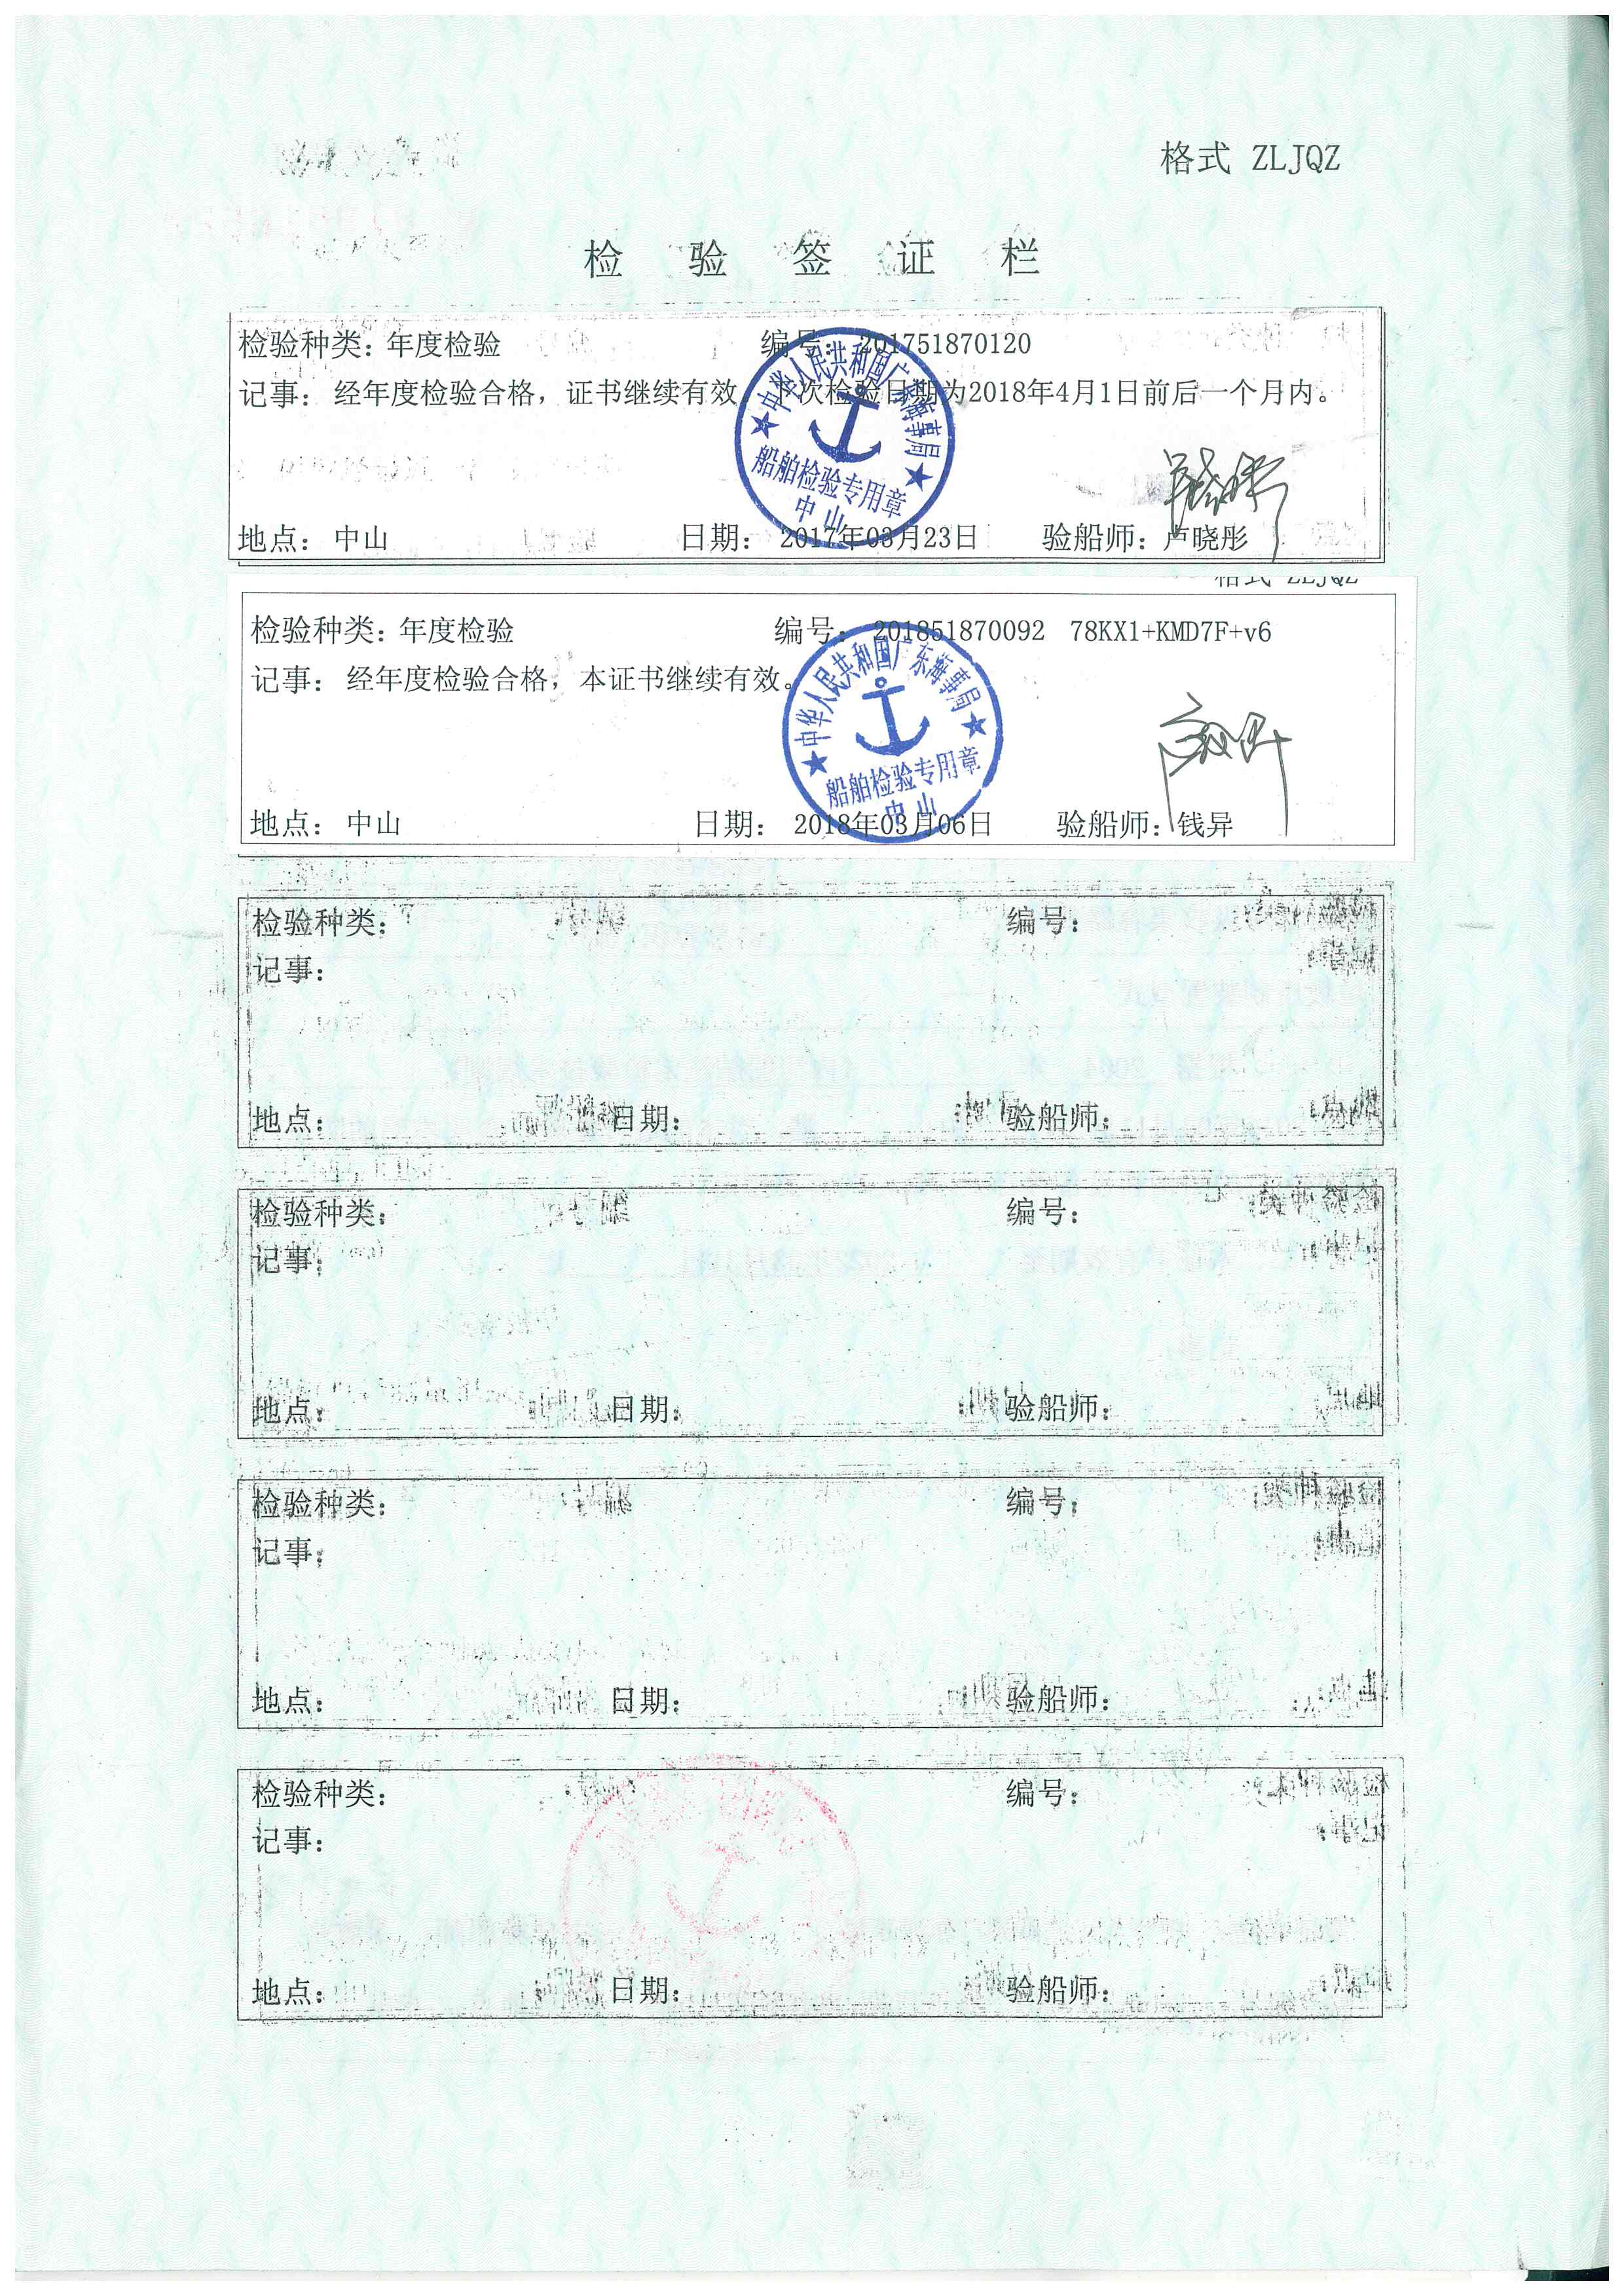 格式 ZLJQZ
检验签证栏
检验种类：年度检验 编号：201751870120
记事：经年度检验合格，证书继续有效 次检验日期为2018年4月1日前后一个月内。
中华人民共和国广东海事局
船舶检验专用章
中山
地点：中山 日期：2017年03月23日 验船师：卢晓彤
格式 ZLJQZ
检验种类：年度检验 编号：201851870092 78KX1+KMD7F+v6
记事：经年度检验合格，本证书继续有效。
中华人民共和国广东海事局
船舶检验专用章
中山
地点：中山 日期：2018年03月06日 验船师：钱异
检验种类： 编号：
记事：
地点： 日期： 验船师：
检验种类： 编号：
记事：
地点： 日期： 验船师：
检验种类： 编号：
记事：
地点： 日期： 验船师：
检验种类： 编号：
记事：
地点： 日期： 验船师：